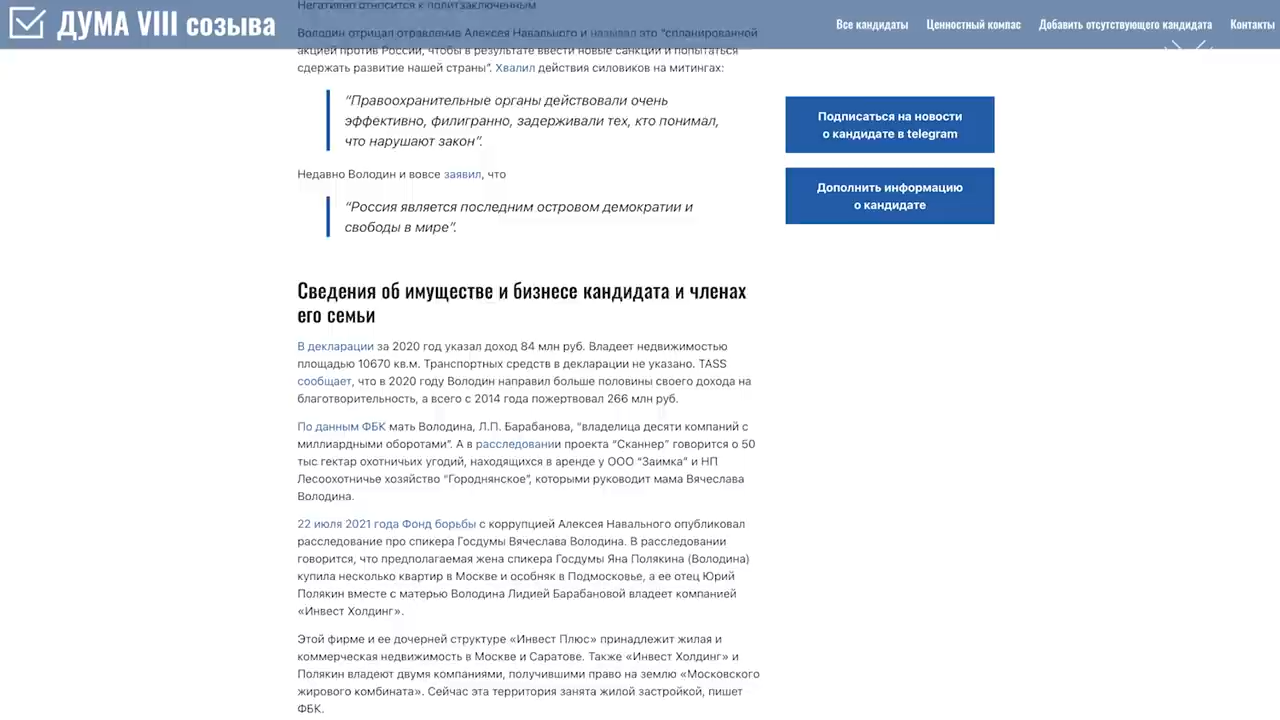 Негативно относится к политзаключенным
ДУМА VIII созыва
Все кандидаты Ценностный компас Добавить отсутствующего кандидата Контакты
Володин отрицал отравление Алексея Навального и называл это “спланированной
акцией против России, чтобы в результате ввести новые санкции и попытаться
сдержать развитие нашей страны”. Хвалил действия силовиков на митингах:
“Правоохранительные органы действовали очень
эффективно, филигранно, задерживали тех, кто понимал,
что нарушают закон”.
Недавно Володин и вовсе заявил, что
“Россия является последним островом демократии и
свободы в мире”.
Подписаться на новости
о кандидате в telegram
Дополнить информацию
о кандидате
Сведения об имуществе и бизнесе кандидата и членах
его семьи
В декларации за 2020 год указал доход 84 млн руб. Владеет недвижимостью
площадью 10670 кв.м. Транспортных средств в декларации не указано. TASS
сообщает, что в 2020 году Володин направил больше половины своего дохода на
благотворительность, а всего с 2014 года пожертвовал 266 млн руб.
По данным ФБК мать Володина, Л.П. Барабанова, “владелица десяти компаний с
миллиардными оборотами”. А в расследовании проекта “Сканнер” говорится о 50
тыс гектар охотничьих угодий, находящихся в аренде у ООО “Заимка” и НП
Лесоохотничье хозяйство “Городнянское”, которыми руководит мама Вячеслава
Володина.
22 июля 2021 года Фонд борьбы с коррупцией Алексея Навального опубликовал
расследование про спикера Госдумы Вячеслава Володина. В расследовании
говорится, что предполагаемая жена спикера Госдумы Яна Полякина (Володина)
купила несколько квартир в Москве и особняк в Подмосковье, а ее отец Юрий
Полякин вместе с матерью Володина Лидией Барабановой владеет компанией
«Инвест Холдинг».
Этой фирме и ее дочерней структуре «Инвест Плюс» принадлежит жилая и
коммерческая недвижимость в Москве и Саратове. Также «Инвест Холдинг» и
Полякин владеют двумя компаниями, получившими право на землю «Московского
жирового комбината». Сейчас эта территория занята жилой застройкой, пишет
ФБК.